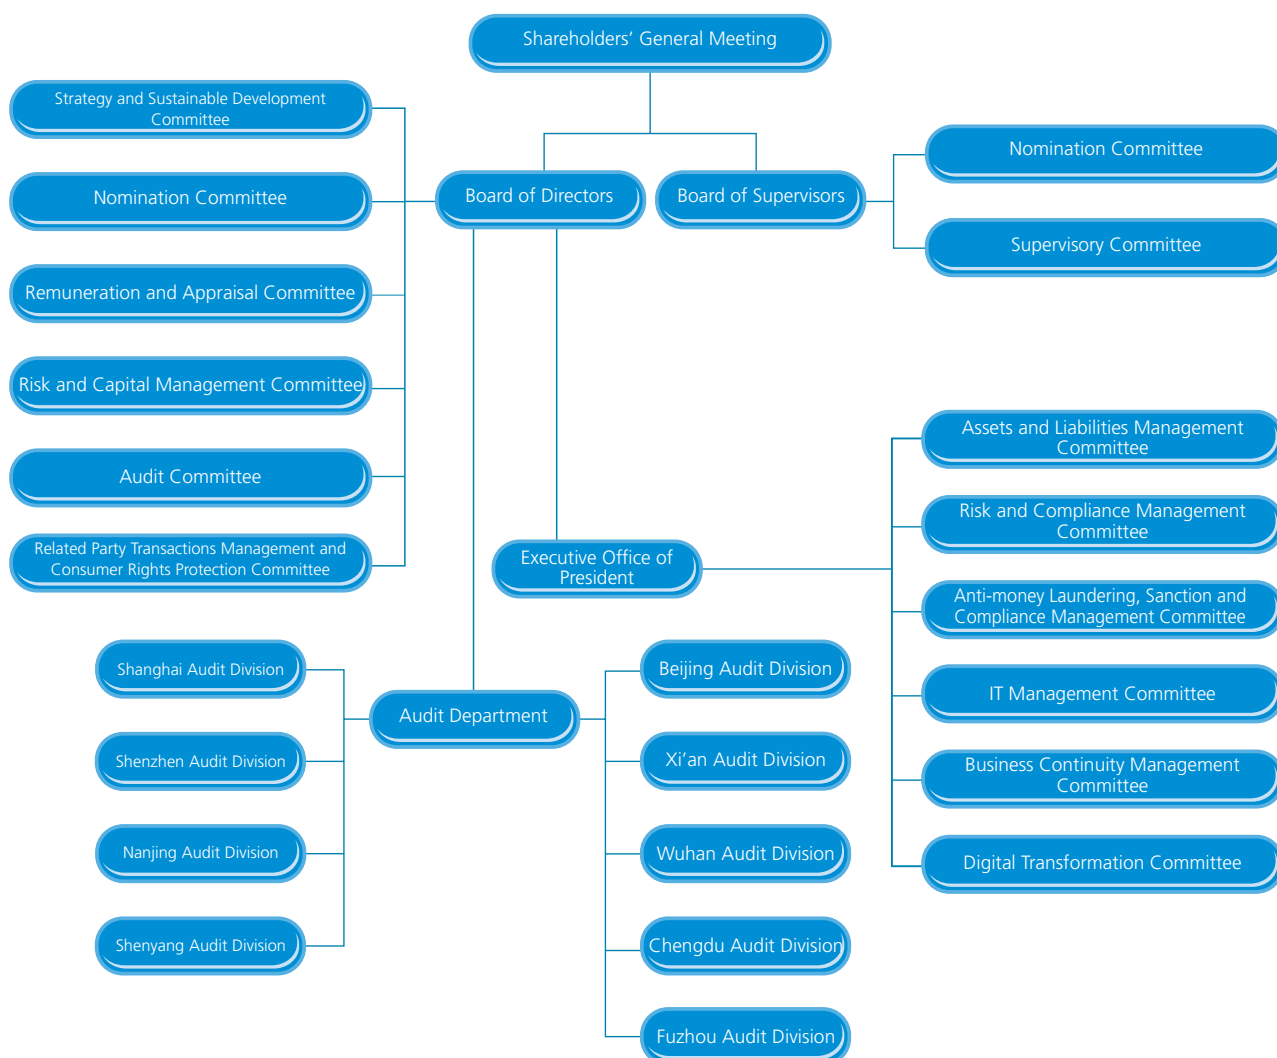 Shareholders’ General Meeting
Strategy and Sustainable Development
Committee
Nomination Committee
Remuneration and Appraisal Committee
Risk and Capital Management Committee
Audit Committee
Related Party Transactions Management and
Consumer Rights Protection Committee
Board of Directors
Board of Supervisors
Nomination Committee
Supervisory Committee
Executive Office of
President
Assets and Liabilities Management
Committee
Risk and Compliance Management
Committee
Anti-money Laundering, Sanction and
Compliance Management Committee
IT Management Committee
Business Continuity Management
Committee
Digital Transformation Committee
Audit Department
Shanghai Audit Division
Shenzhen Audit Division
Nanjing Audit Division
Shenyang Audit Division
Beijing Audit Division
Xi’an Audit Division
Wuhan Audit Division
Chengdu Audit Division
Fuzhou Audit Division